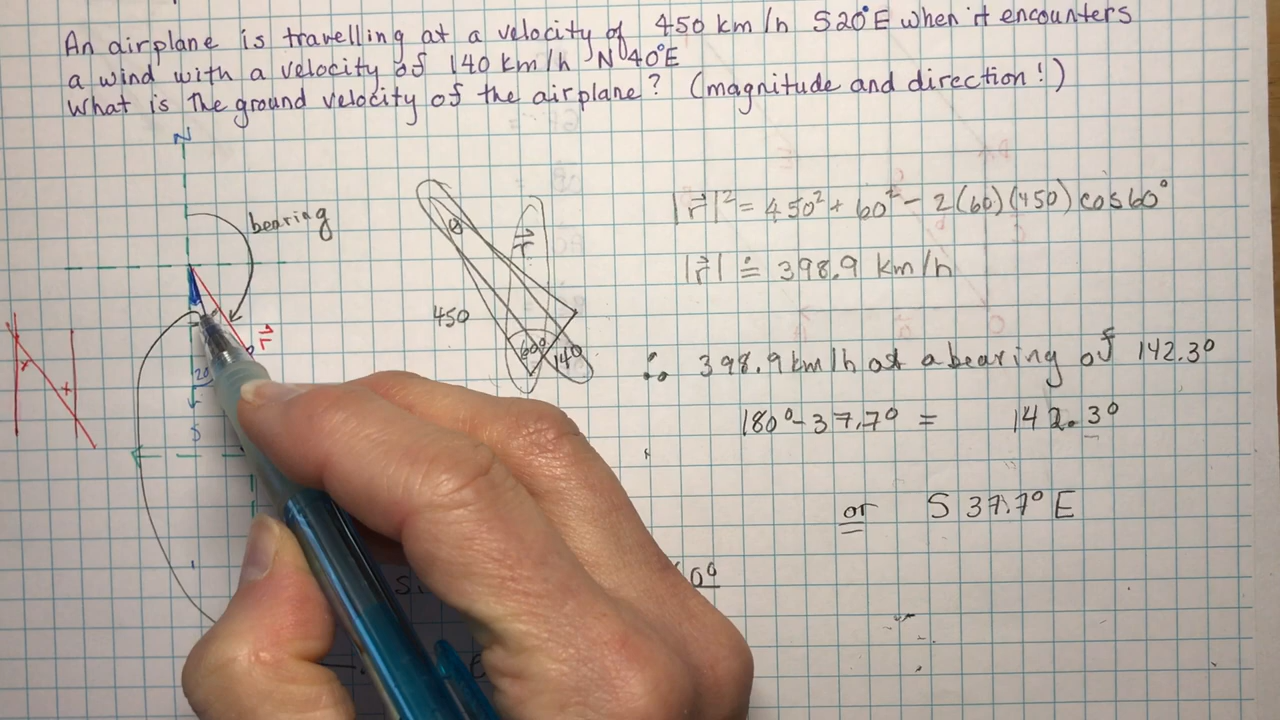 An airplane is travelling at a velocity of 450 km/h S20°E when it encounters
a wind with a velocity of 140 km/h N40°E
What is the ground velocity of the airplane? (magnitude and direction!)
N
bearing
θ
r⃗
|r⃗|² = 450² + 60² - 2(60)(450) cos60°
|r⃗| ≐ 398.9 km/h
450
60°
140
r⃗
20
S
∴ 398.9 km/h at a bearing of 142.3°
180° - 37.7° = 142.3°
or S 37.7° E